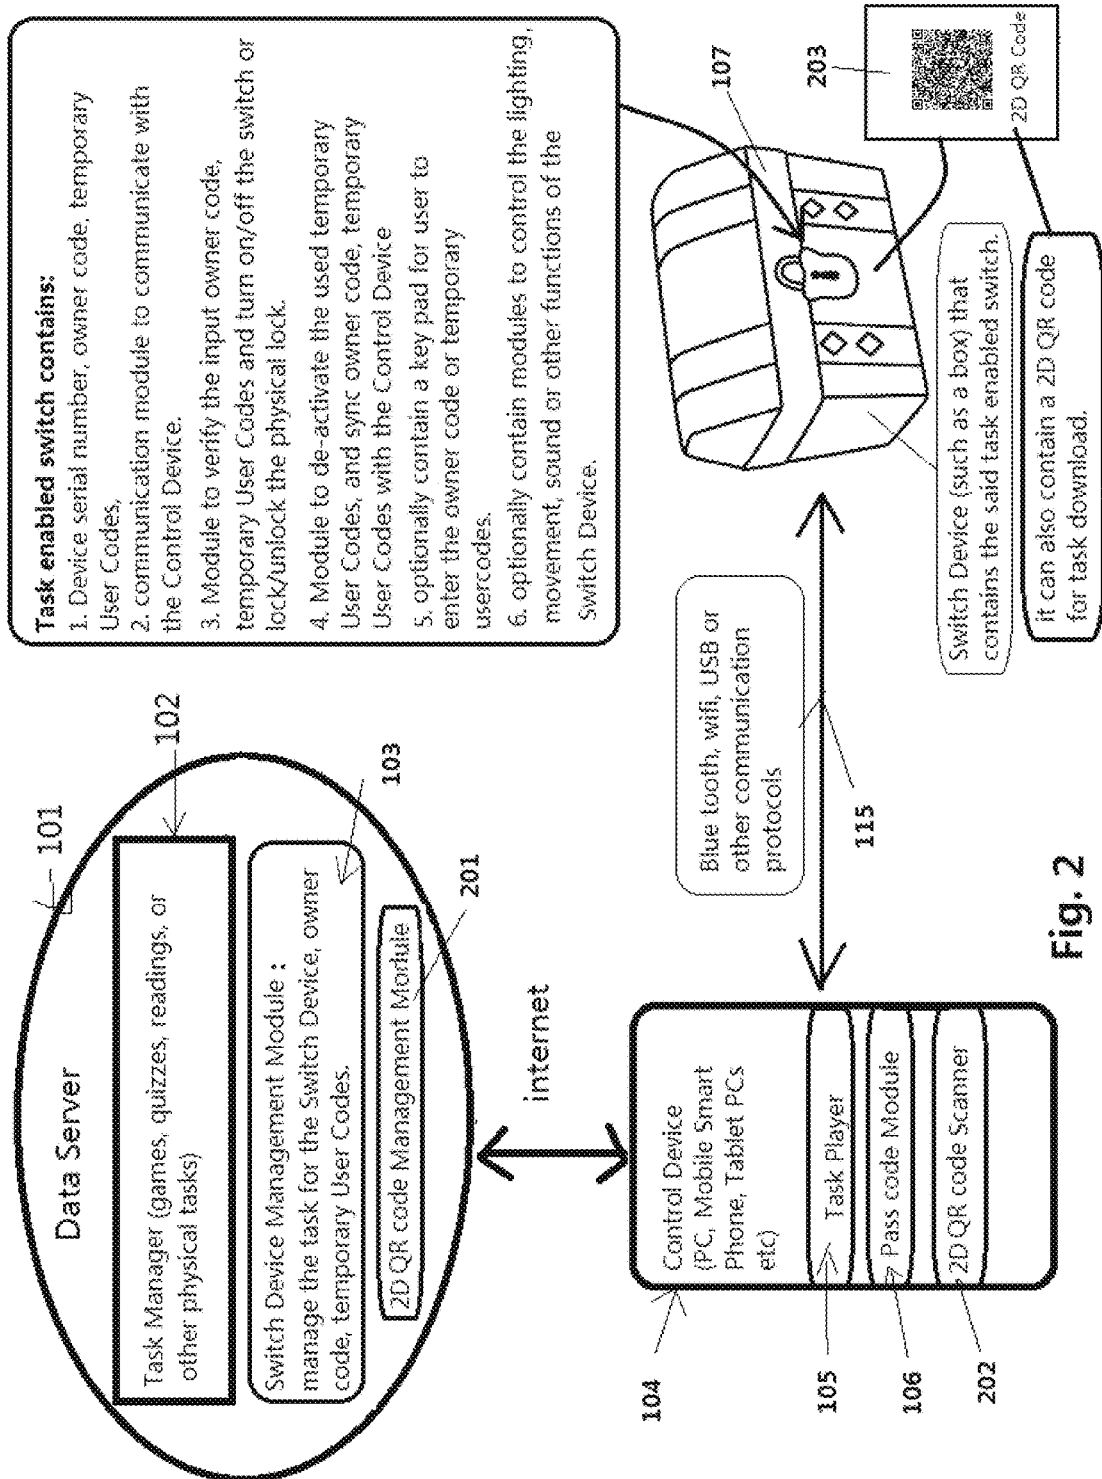 Data Server
101
Task Manager (games, quizzes, readings, or
other physical tasks)
102
Switch Device Management Module :
manage the task for the Switch Device, owner
code, temporary User Codes.
103
2D QR code Management Module
201
internet
Control Device
(PC, Mobile Smart
Phone, Tablet PCs
etc)
Task Player
Pass code Module
2D QR code Scanner
104
105
106
202
Blue tooth, wifi, USB or
other communication
protocols
115
Task enabled switch contains:
1. Device serial number, owner code, temporary
User Codes,
2. communication module to communicate with
the Control Device.
3. Module to verify the input owner code,
temporary User Codes and turn on/off the switch or
lock/unlock the physical lock.
4. Module to de-activate the used temporary
User Codes, and sync owner code, temporary
User Codes with the Control Device
5. optionally contain a key pad for user to
enter the owner code or temporary
usercodes.
6. optionally contain modules to control the lighting,
movement, sound or other functions of the
Switch Device.
107
203
2D QR Code
Switch Device (such as a box) that
contains the said task enabled switch.
it can also contain a 2D QR code
for task download.
Fig. 2